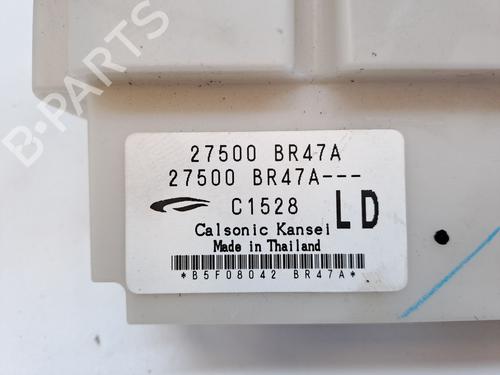 B-PARTS
27500 BR47A
27500 BR47A---
C1528 LD
Calsonic Kansei
Made in Thailand
*B5F08042 BR47A*